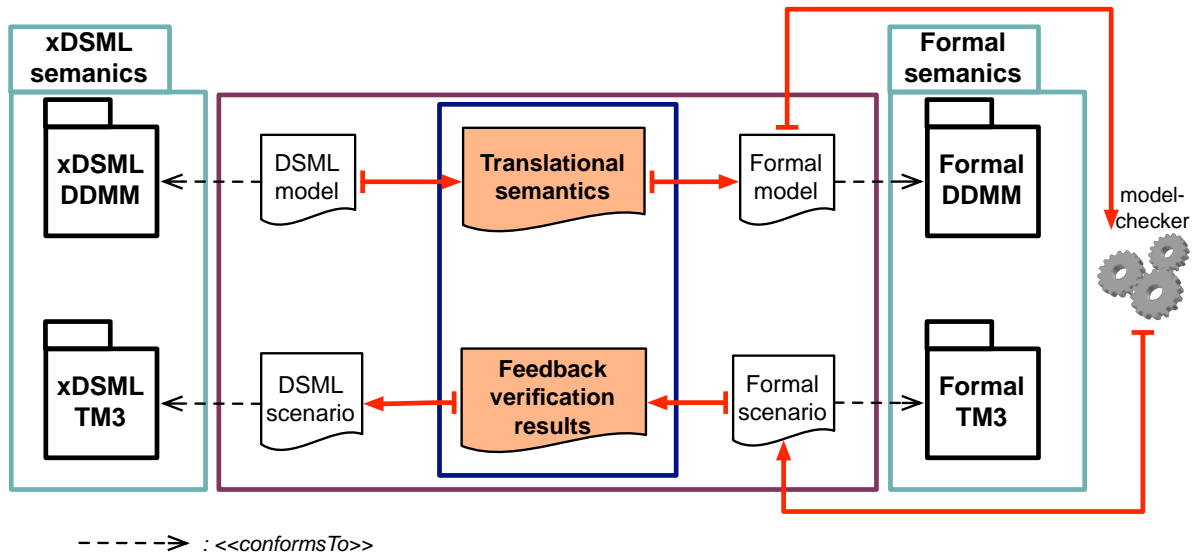 xDSML
semanics
Formal
semanics
xDSML
DDMM
DSML
model
Translational
semantics
Formal
model
Formal
DDMM
model-
checker
xDSML
TM3
DSML
scenario
Feedback
verification
results
Formal
scenario
Formal
TM3
: <<conformsTo>>